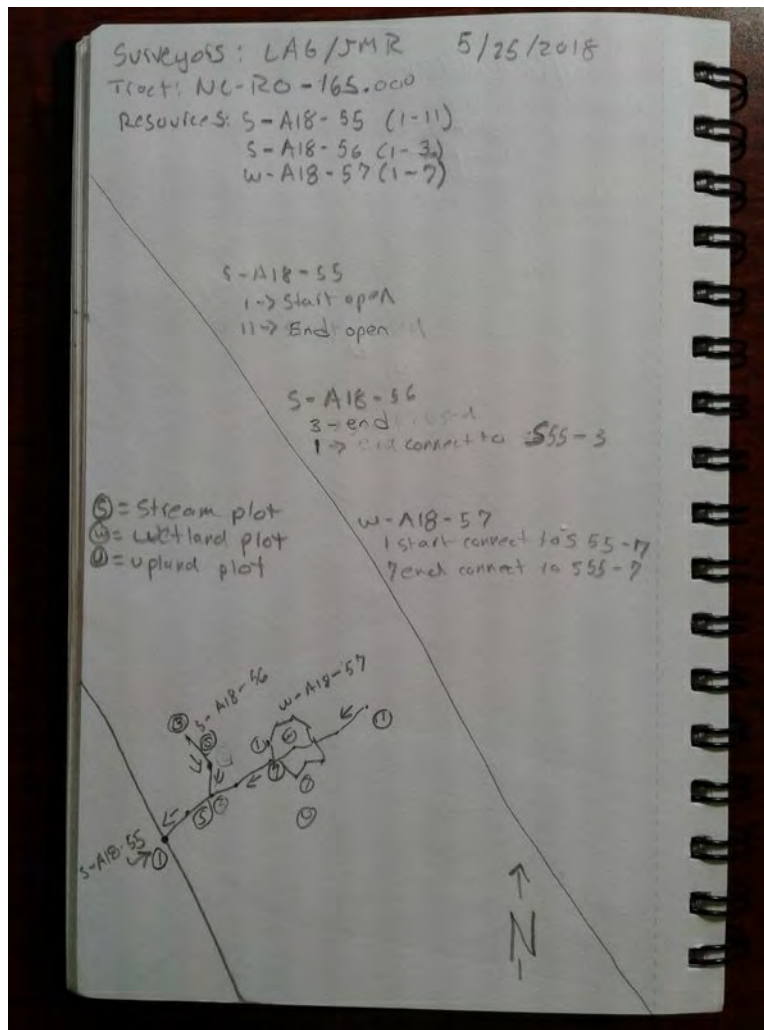 Surveyors: LAG/JMR 5/25/2018
Tract: NC-RO-165.000
Resources: S-A18-55 (1-11)
S-A18-56 (1-3)
W-A18-57 (1-7)
S-A18-55
1-> Start open
11-> End open
S-A18-56
3-end
1-> connect to S55-3
Ⓢ = Stream plot
Ⓦ = Wetland plot
Ⓤ = upland plot
W-A18-57
1 start connect to S 55-7
7 end connect to S55-7
S-A18-56
W-A18-57
S-A18-55
①
N